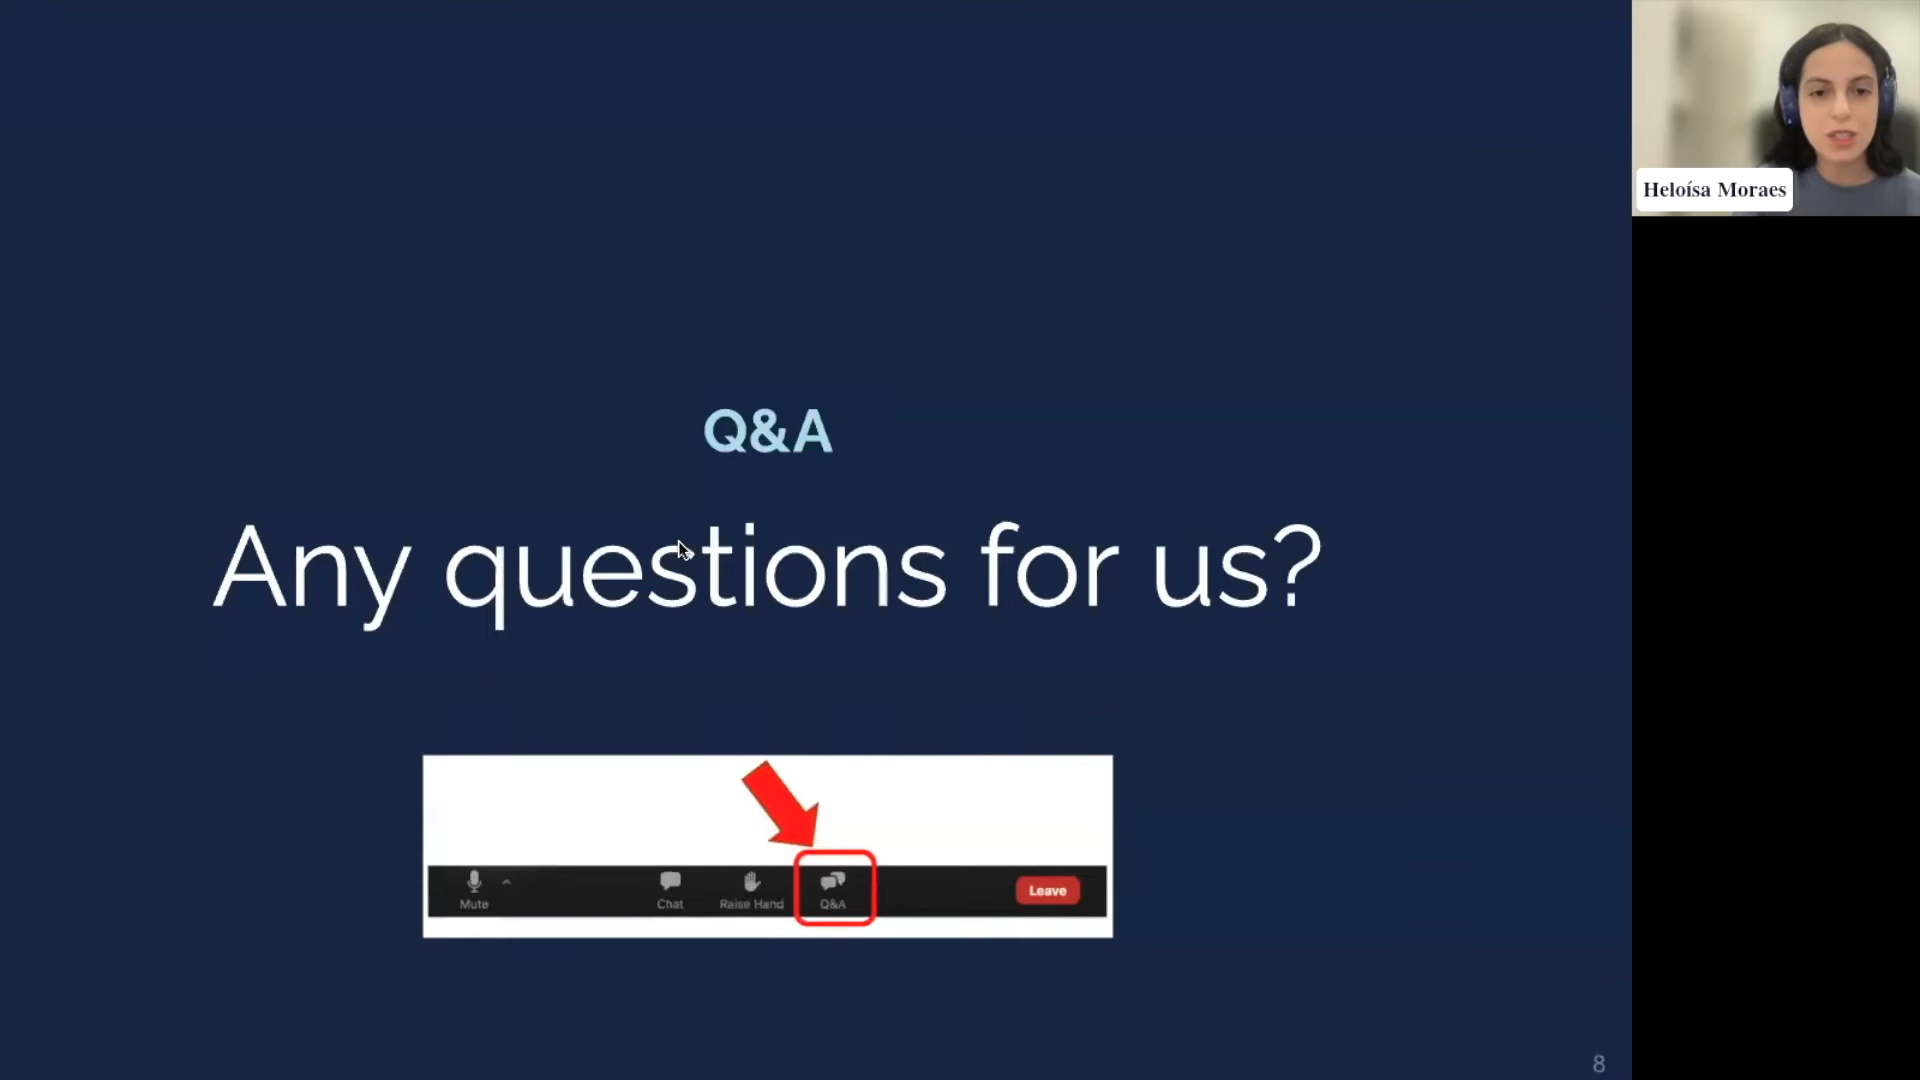 Heloísa Moraes
Q&A
Any questions for us?
Mute
Chat
Raise Hand
Q&A
Leave
8